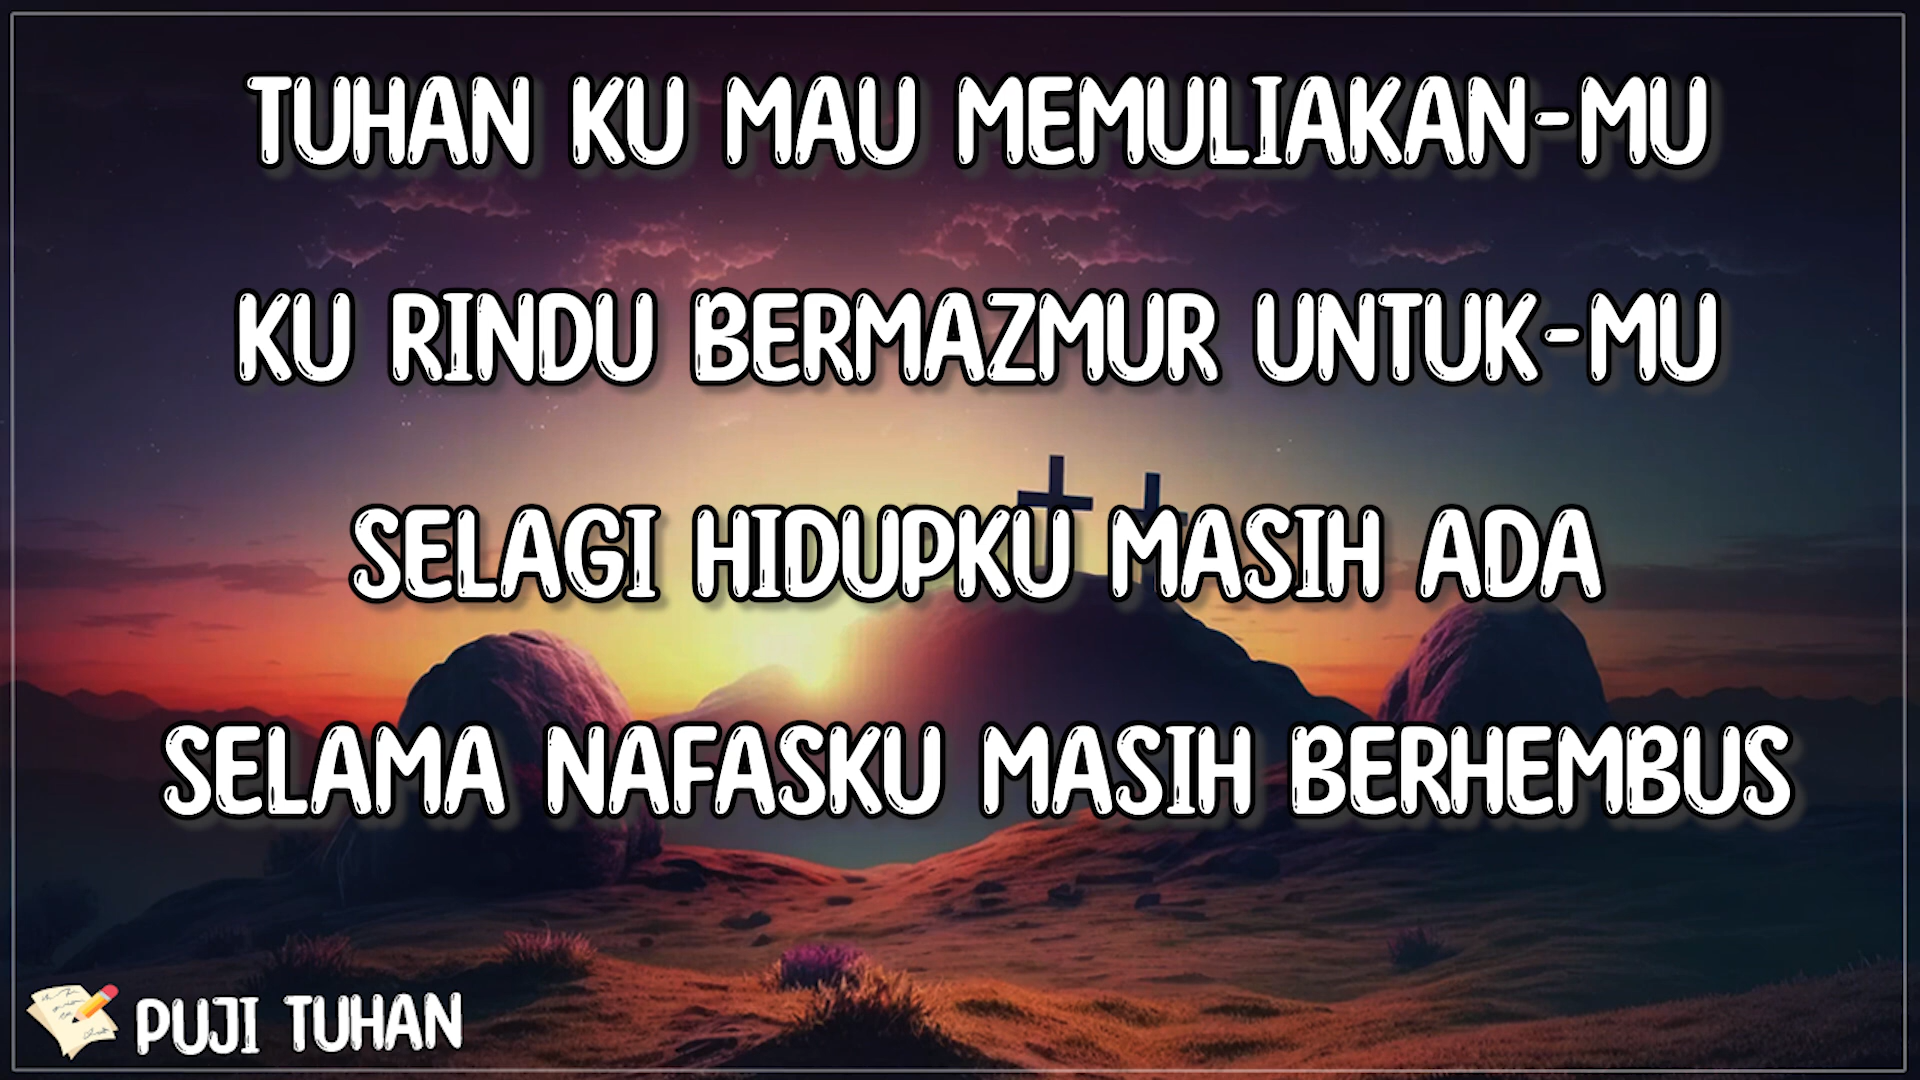 TUHAN KU MAU MEMULIAKAN-MU
KU RINDU BERMAZMUR UNTUK-MU
SELAGI HIDUPKU MASIH ADA
SELAMA NAFASKU MASIH BERHEMBUS
PUJI TUHAN